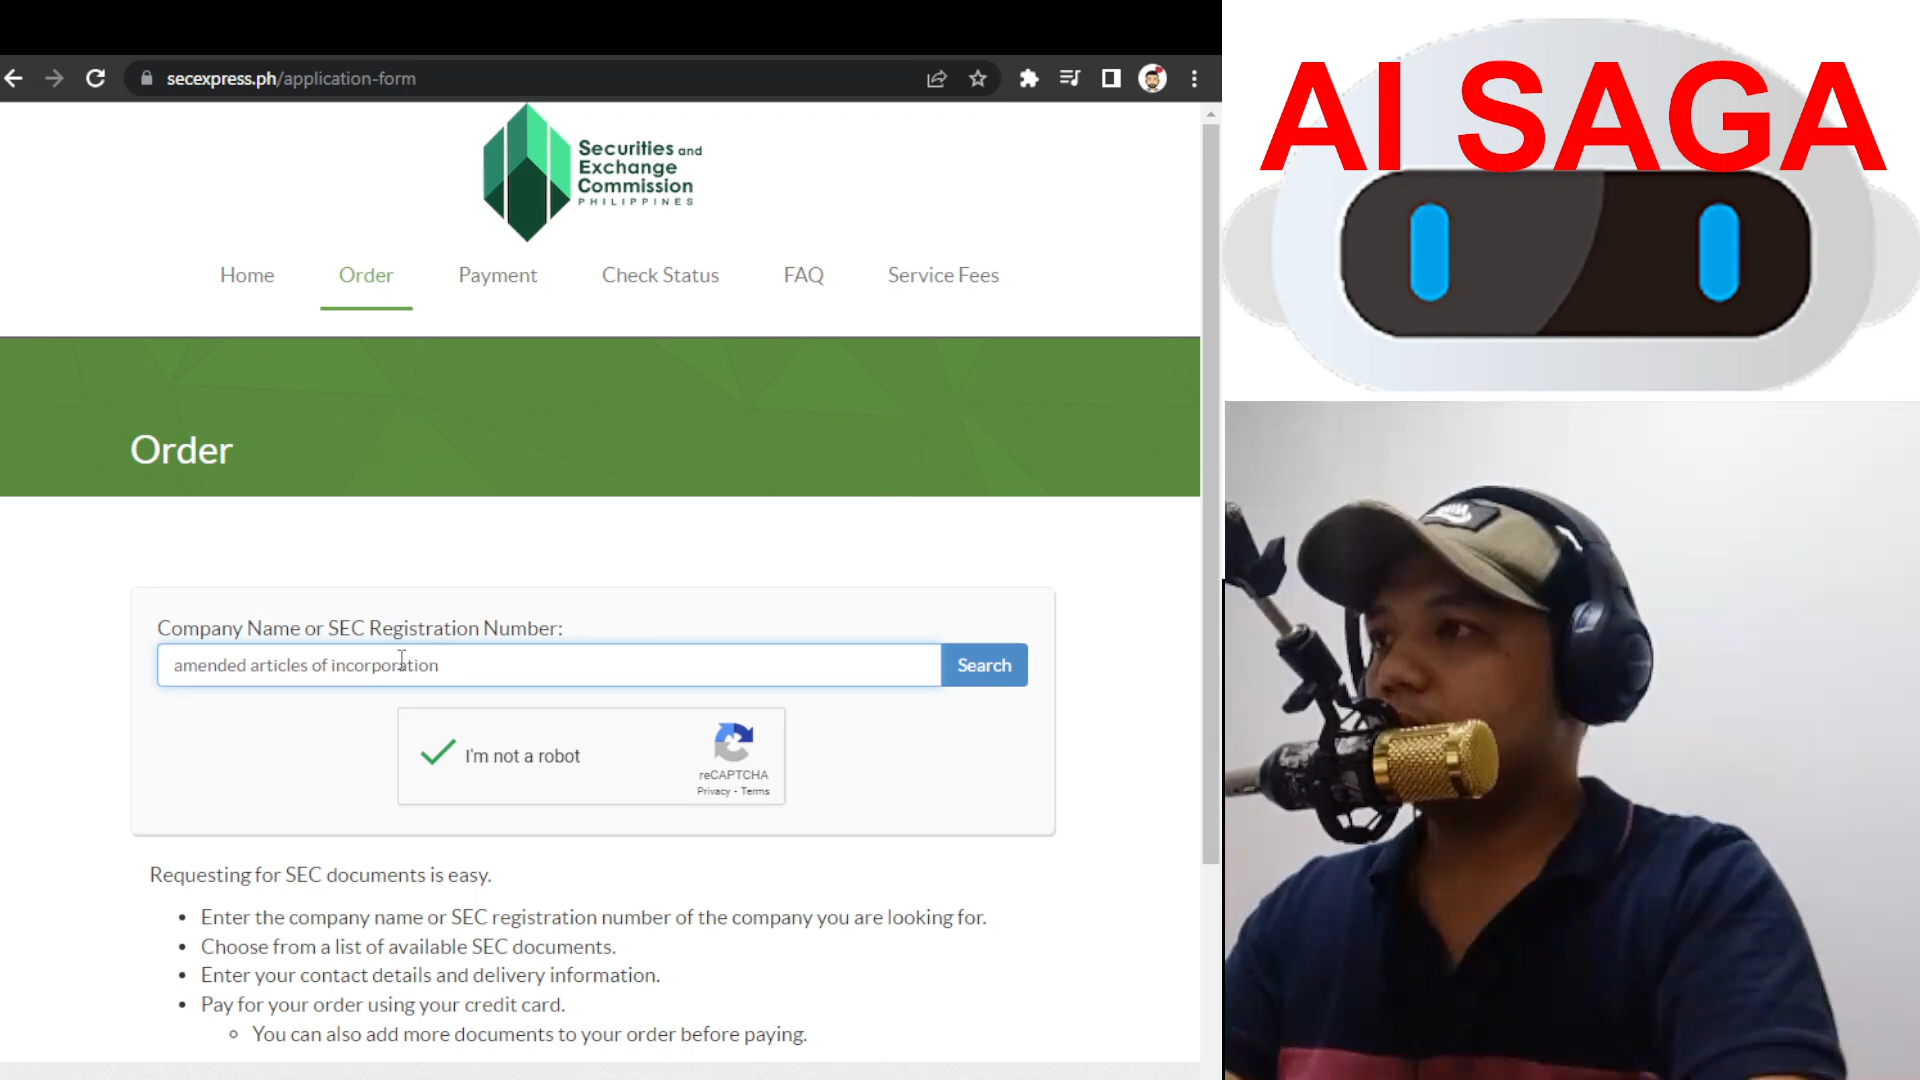 AI SAGA
secexpress.ph/application-form
Securities and
Exchange
Commission
PHILIPPINES
Home
Order
Payment
Check Status
FAQ
Service Fees
Order
Company Name or SEC Registration Number:
amended articles of incorporation
Search
I'm not a robot
reCAPTCHA
Privacy - Terms
Requesting for SEC documents is easy.
• Enter the company name or SEC registration number of the company you are looking for.
• Choose from a list of available SEC documents.
• Enter your contact details and delivery information.
• Pay for your order using your credit card.
○ You can also add more documents to your order before paying.